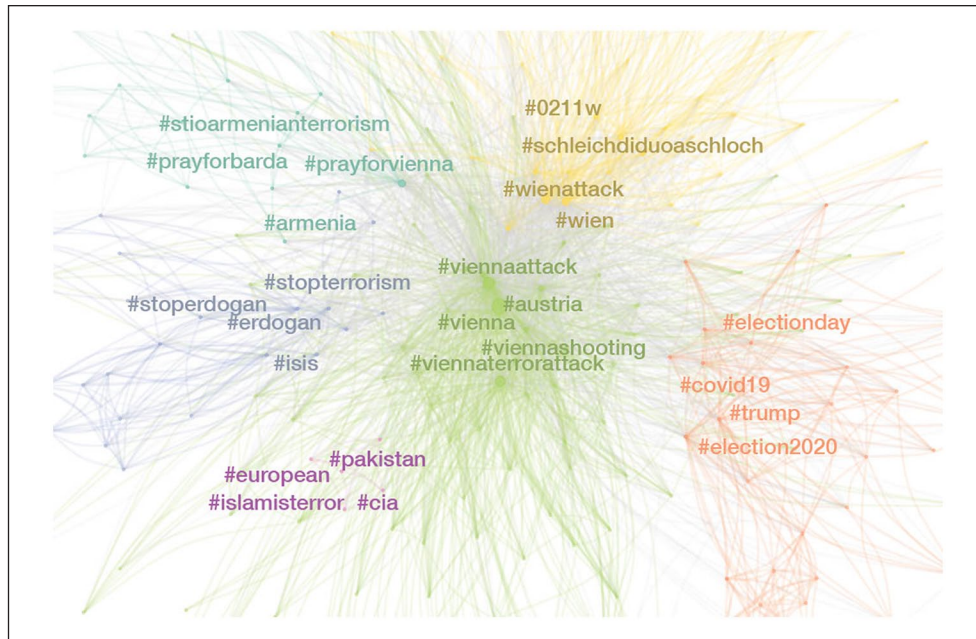 #0211w
#stioarmenianterrorism
#schleichdiduoaschloch
#prayforbarda
#prayforvienna
#wienattack
#armenia
#wien
#viennaattack
#stopterrorism
#stoperdogan
#austria
#erdogan
#vienna
#electionday
#viennashooting
#isis
#viennaterrorattack
#covid19
#trump
#election2020
#pakistan
#european
#islamisterror
#cia